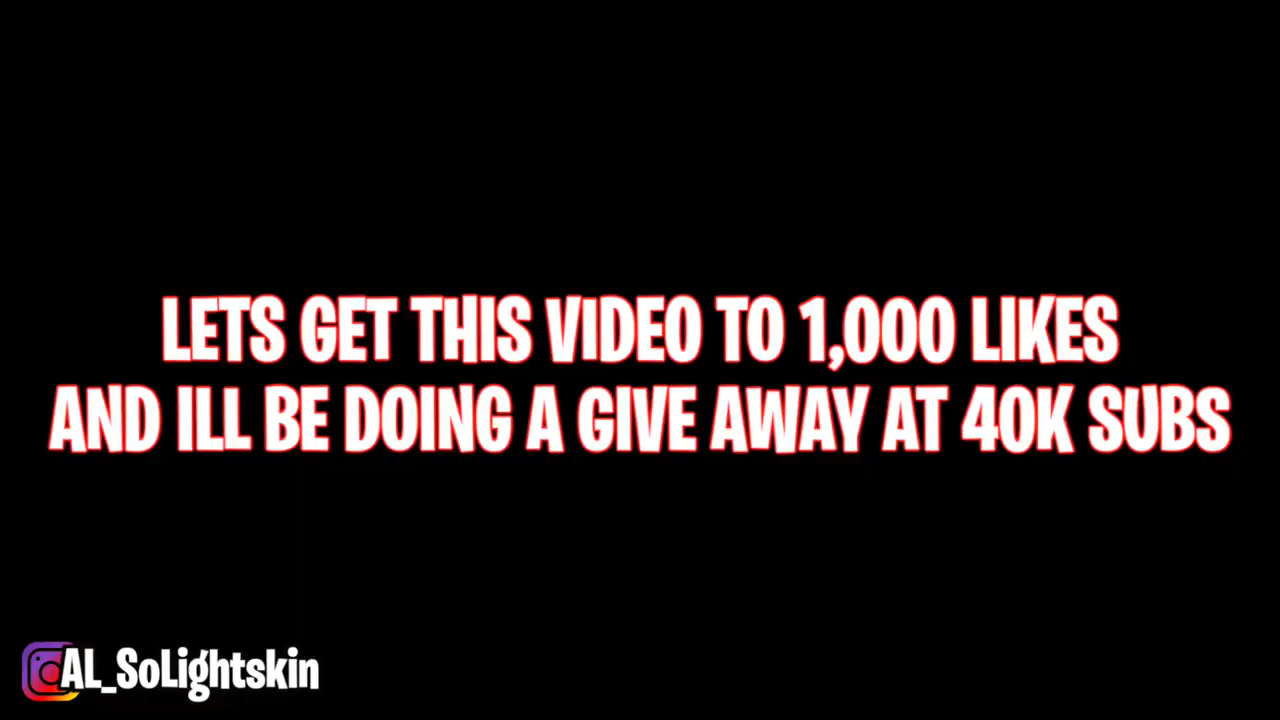 LETS GET THIS VIDEO TO 1,000 LIKES
AND ILL BE DOING A GIVE AWAY AT 40K SUBS
AL_SoLightskin